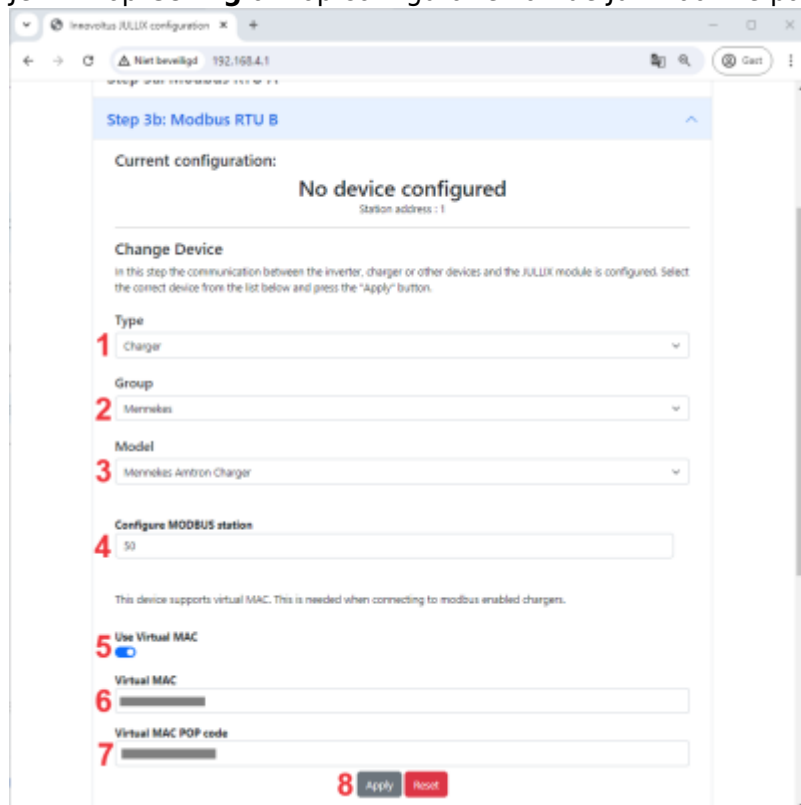 Innovoltus JULLIX configuration
Niet beveiligd 192.168.4.1 Gast
Step 3b: Modbus RTU B
Current configuration:
No device configured
Station address : 1
Change Device
In this step the communication between the inverter, charger or other devices and the JULLIX module is configured. Select
the correct device from the list below and press the "Apply" button.
Type
1 Charger
Group
2 Mennekes
Model
3 Mennekes Amtron Charger
Configure MODBUS station
4 50
This device supports virtual MAC. This is needed when connecting to modbus enabled chargers.
5 Use Virtual MAC
Virtual MAC
6
Virtual MAC POP code
7
8 Apply Reset